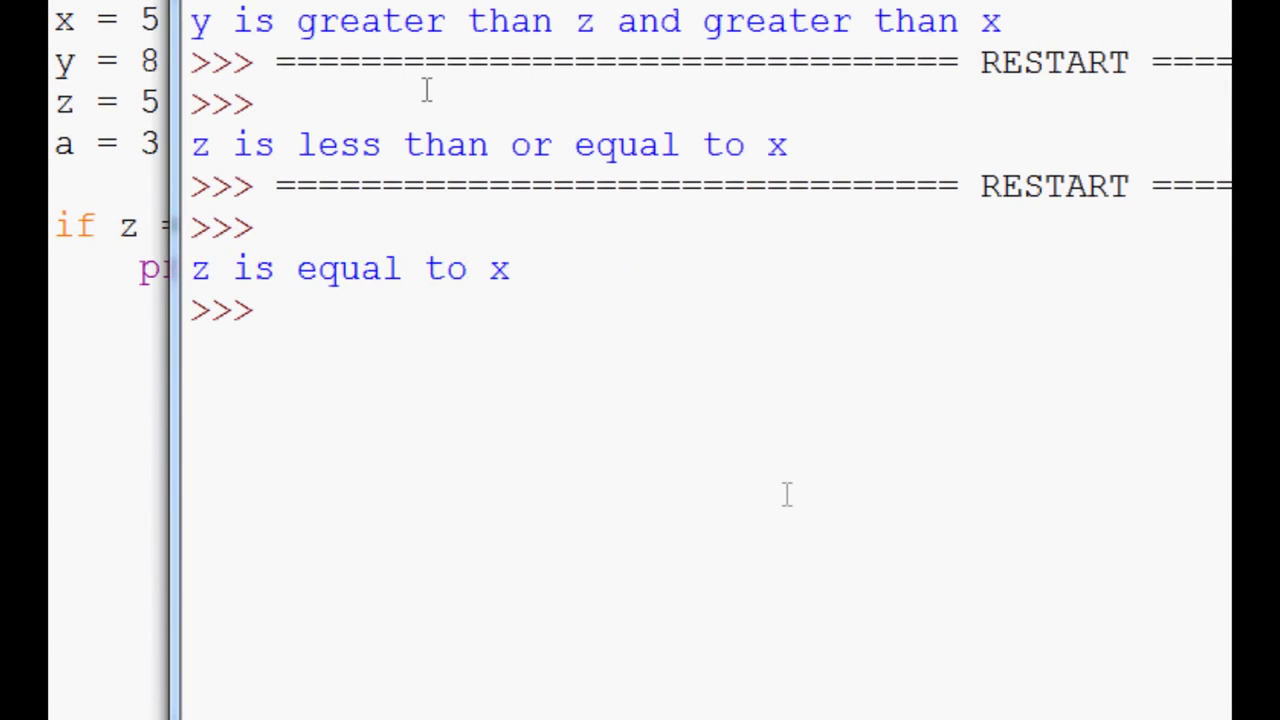 x = 5
y = 8
z = 5
a = 3
if z
y is greater than z and greater than x
>>> ================================ RESTART ====
>>>
z is less than or equal to x
>>> ================================ RESTART ====
>>>
z is equal to x
>>>